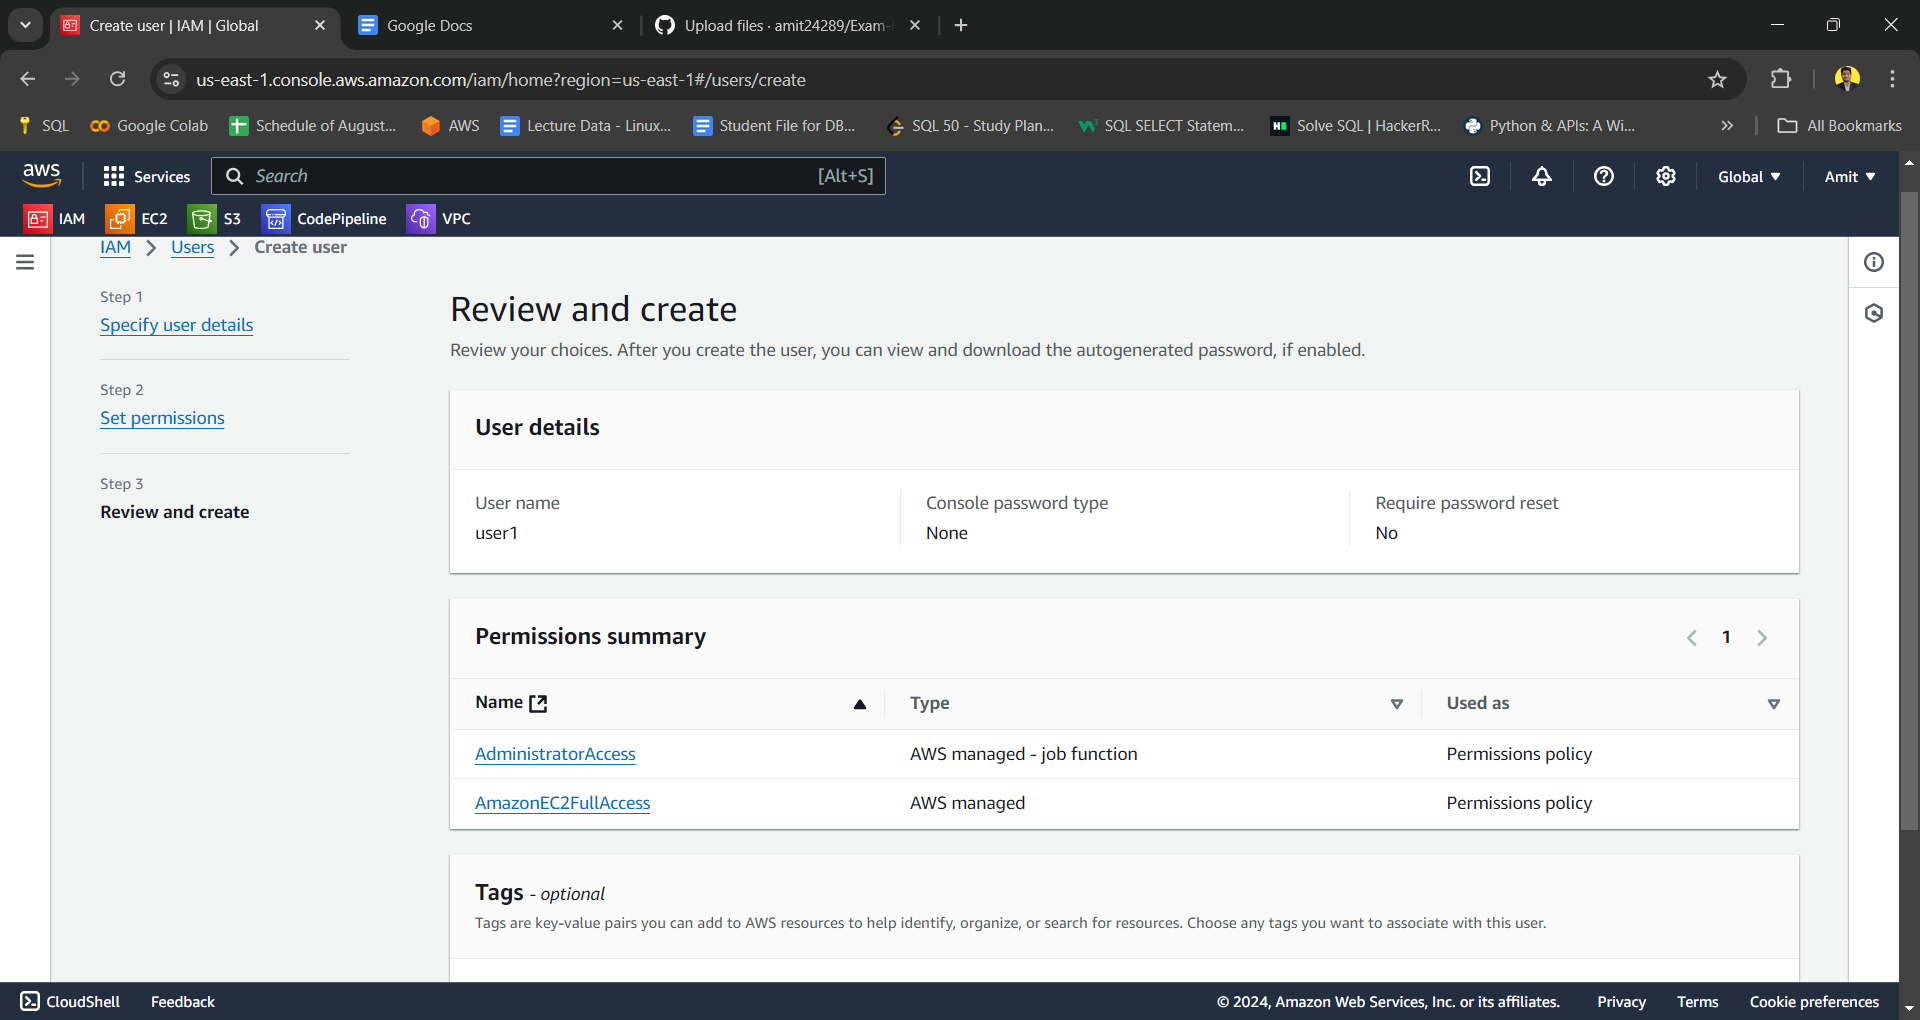 Create user | IAM | Global
Google Docs
Upload files · amit24289/Exam-
us-east-1.console.aws.amazon.com/iam/home?region=us-east-1#/users/create
SQL
Google Colab
Schedule of August...
AWS
Lecture Data - Linux...
Student File for DB...
SQL 50 - Study Plan...
SQL SELECT Statem...
Solve SQL | HackerR...
Python & APIs: A Wi...
All Bookmarks
aws
Services
Search
[Alt+S]
Global
Amit
IAM
EC2
S3
CodePipeline
VPC
IAM
Users
Create user
Step 1
Specify user details
Step 2
Set permissions
Step 3
Review and create
Review and create
Review your choices. After you create the user, you can view and download the autogenerated password, if enabled.
User details
User name
user1
Console password type
None
Require password reset
No
Permissions summary
1
Name
Type
Used as
AdministratorAccess
AWS managed - job function
Permissions policy
AmazonEC2FullAccess
AWS managed
Permissions policy
Tags - optional
Tags are key-value pairs you can add to AWS resources to help identify, organize, or search for resources. Choose any tags you want to associate with this user.
CloudShell
Feedback
© 2024, Amazon Web Services, Inc. or its affiliates.
Privacy
Terms
Cookie preferences